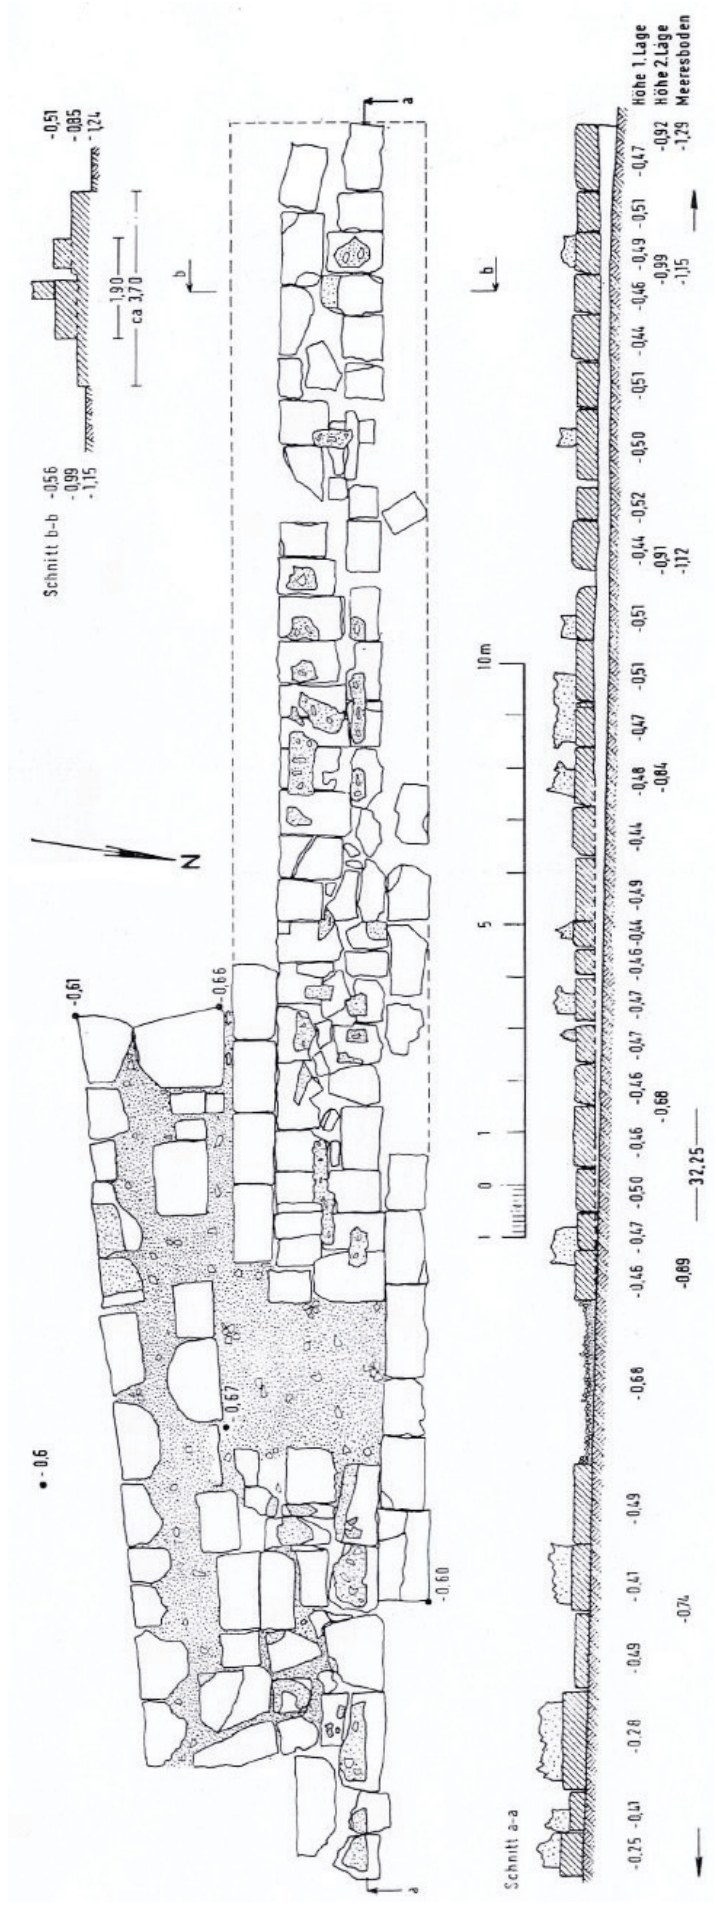 Schnitt b-b
-0,56
-0,99
-1,15
-0,51
-0,85
-1,24
1,90
ca 3,70
b
b
a
a
N
-0,61
-0,66
-0,6
-0,67
-0,60
1 0 1 5 10m
Schnitt a-a
Höhe 1. Lage
Höhe 2. Lage
Meeresboden
-0,25 -0,41 -0,28 -0,49 -0,41 -0,49 -0,68 -0,46 -0,47 -0,50 -0,46 -0,46 -0,47 -0,47 -0,46 -0,44 -0,49 -0,44 -0,48 -0,47 -0,51 -0,51 -0,44 -0,52 -0,50 -0,51 -0,44 -0,46 -0,49 -0,51 -0,47
-0,74 -0,89 -0,68 -0,84 -0,91 -0,99 -0,92
-1,12 -1,15 -1,29
32,25